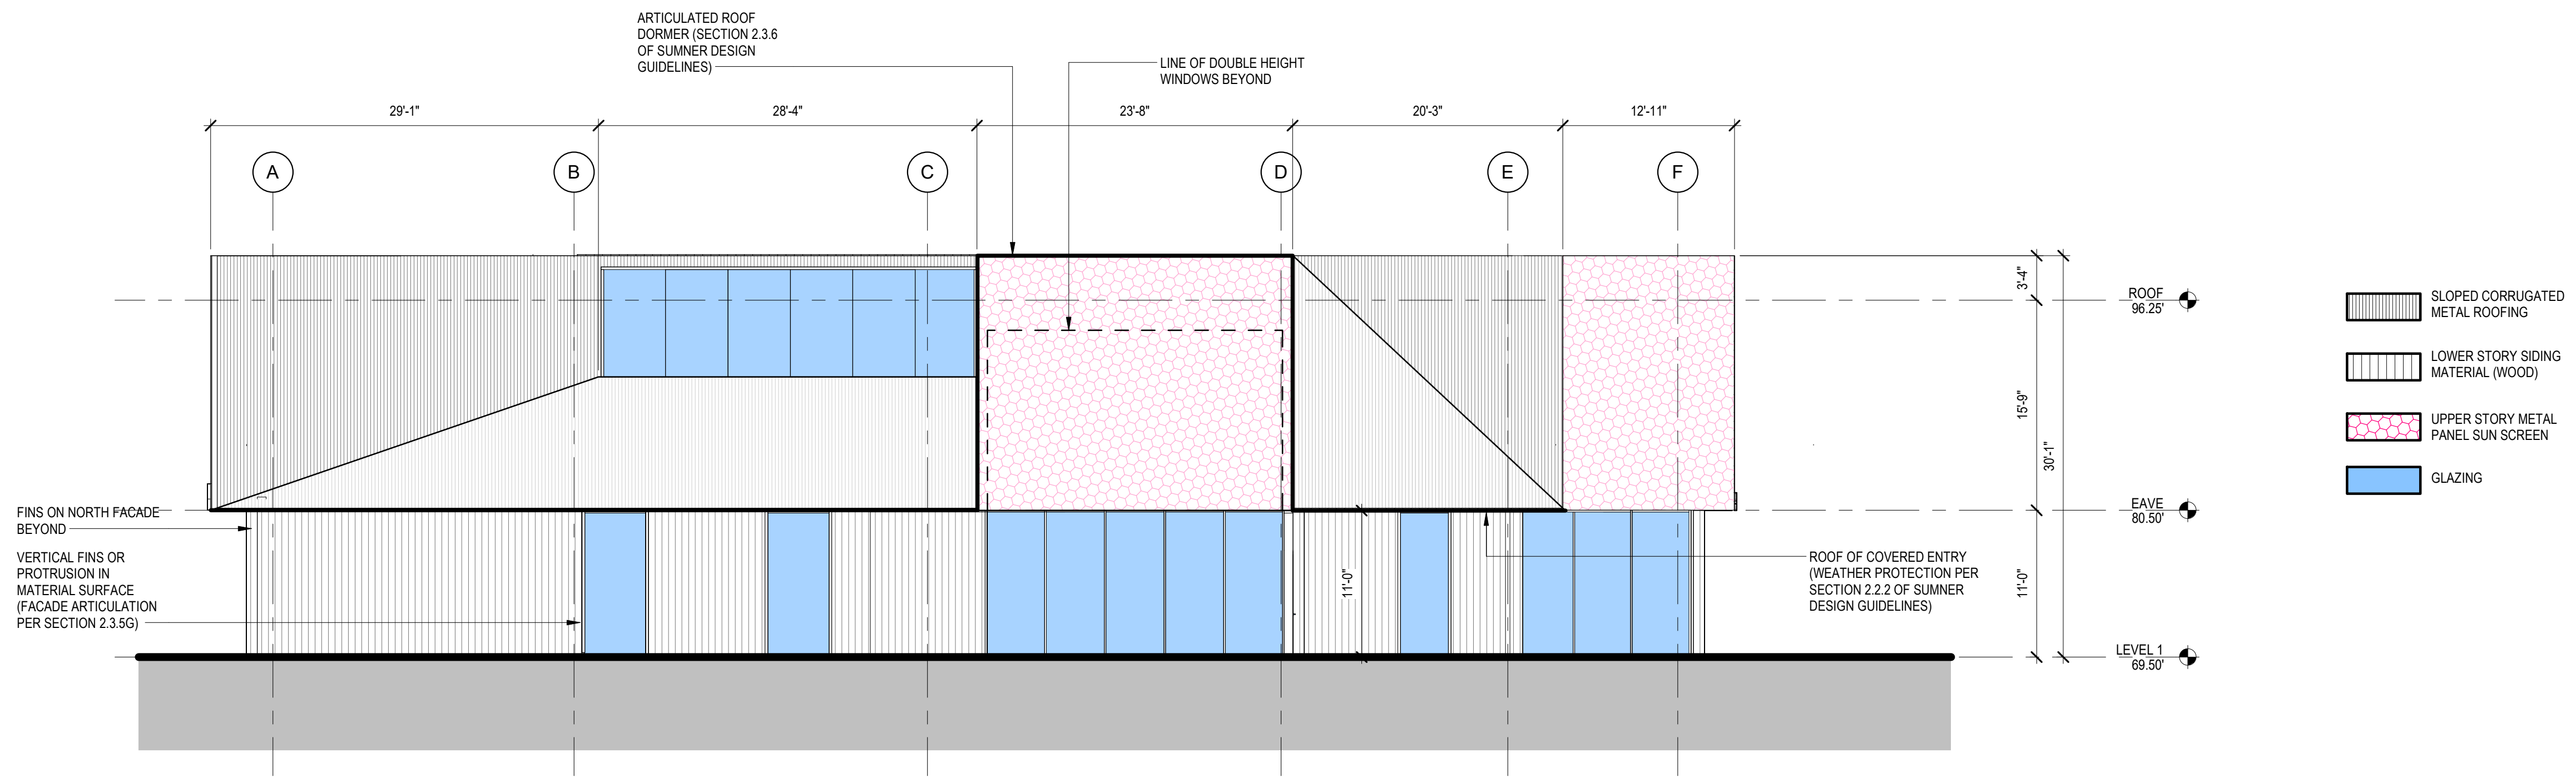 ARTICULATED ROOF
DORMER (SECTION 2.3.6
OF SUMNER DESIGN
GUIDELINES)
LINE OF DOUBLE HEIGHT
WINDOWS BEYOND
29'-1"
28'-4"
23'-8"
20'-3"
12'-11"
A
B
C
D
E
F
3'-4"
15'-9"
30'-1"
11'-0"
11'-0"
ROOF
96.25'
EAVE
80.50'
LEVEL 1
69.50'
FINS ON NORTH FACADE
BEYOND
VERTICAL FINS OR
PROTRUSION IN
MATERIAL SURFACE
(FACADE ARTICULATION
PER SECTION 2.3.5G)
ROOF OF COVERED ENTRY
(WEATHER PROTECTION PER
SECTION 2.2.2 OF SUMNER
DESIGN GUIDELINES)
SLOPED CORRUGATED
METAL ROOFING
LOWER STORY SIDING
MATERIAL (WOOD)
UPPER STORY METAL
PANEL SUN SCREEN
GLAZING